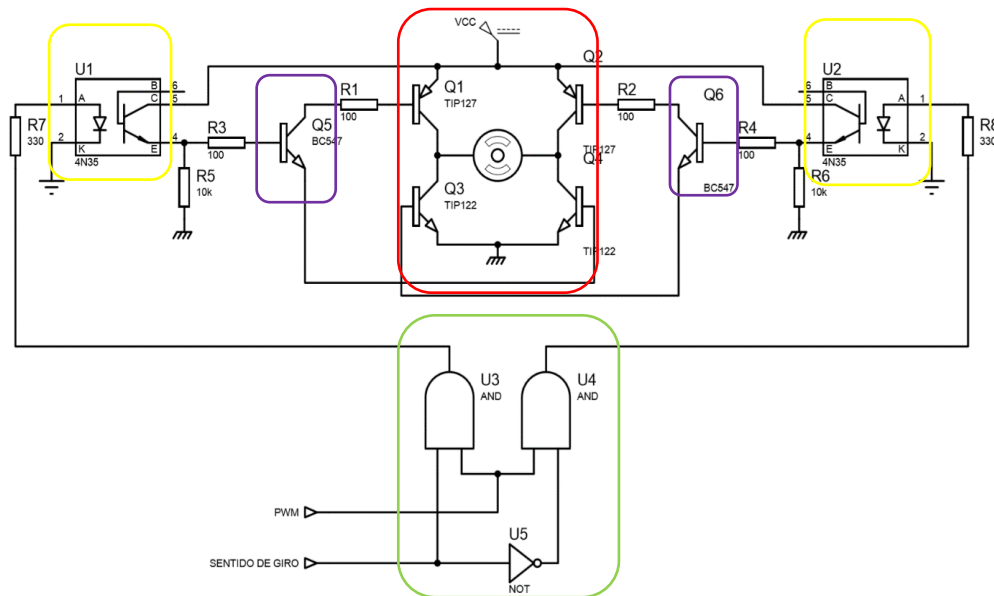 VCC
U1
B
6
C
5
A
1
K
2
E
4
4N35
R7
330
R3
100
R5
10k
Q5
BC547
R1
100
Q1
TIP127
Q2
TIP127
Q3
TIP122
Q4
TIP122
R2
100
Q6
BC547
R4
100
R6
10k
U2
6
B
5
C
A
1
4
E
K
2
4N35
R8
330
U3
AND
U4
AND
PWM
U5
NOT
SENTIDO DE GIRO